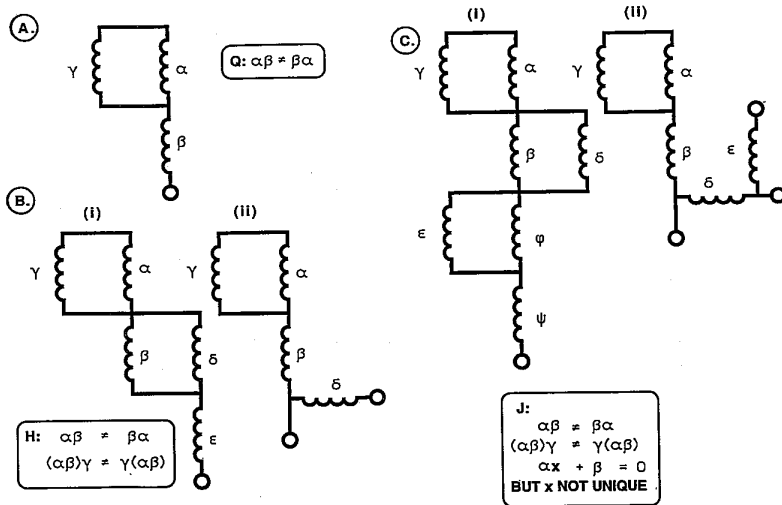 A.
γ
α
β
Q: αβ ≠ βα
B.
(i)
γ
α
β
δ
ε
(ii)
γ
α
β
δ
H: αβ ≠ βα
(αβ)γ ≠ γ(αβ)
C.
(i)
γ
α
β
δ
ε
φ
ψ
(ii)
γ
α
β
δ
ε
J:
αβ ≠ βα
(αβ)γ ≠ γ(αβ)
αx + β = 0
BUT x NOT UNIQUE